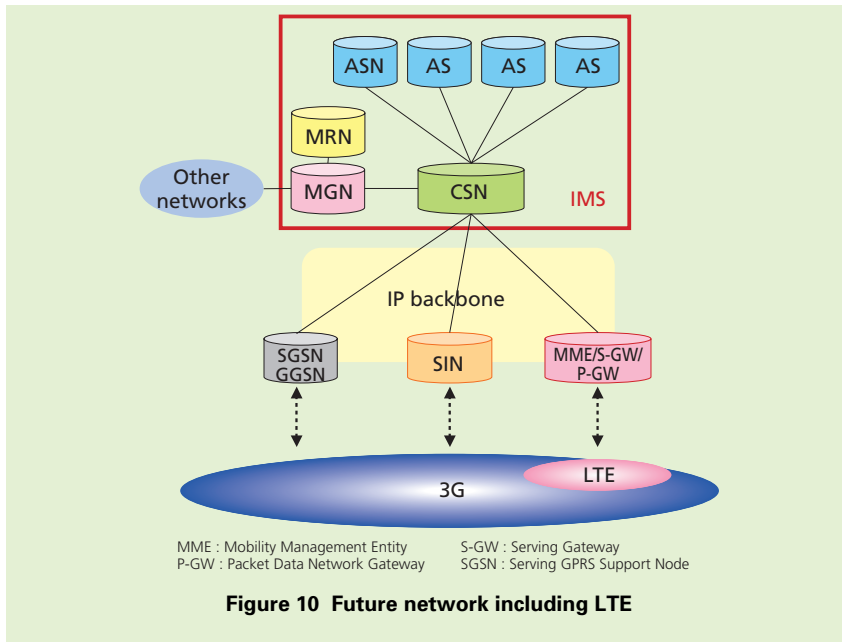 ASN AS AS AS
MRN
Other
networks
MGN
CSN
IMS
IP backbone
SGSN
GGSN
SIN
MME/S-GW/
P-GW
LTE
3G
MME : Mobility Management Entity S-GW : Serving Gateway
P-GW : Packet Data Network Gateway SGSN : Serving GPRS Support Node
Figure 10 Future network including LTE